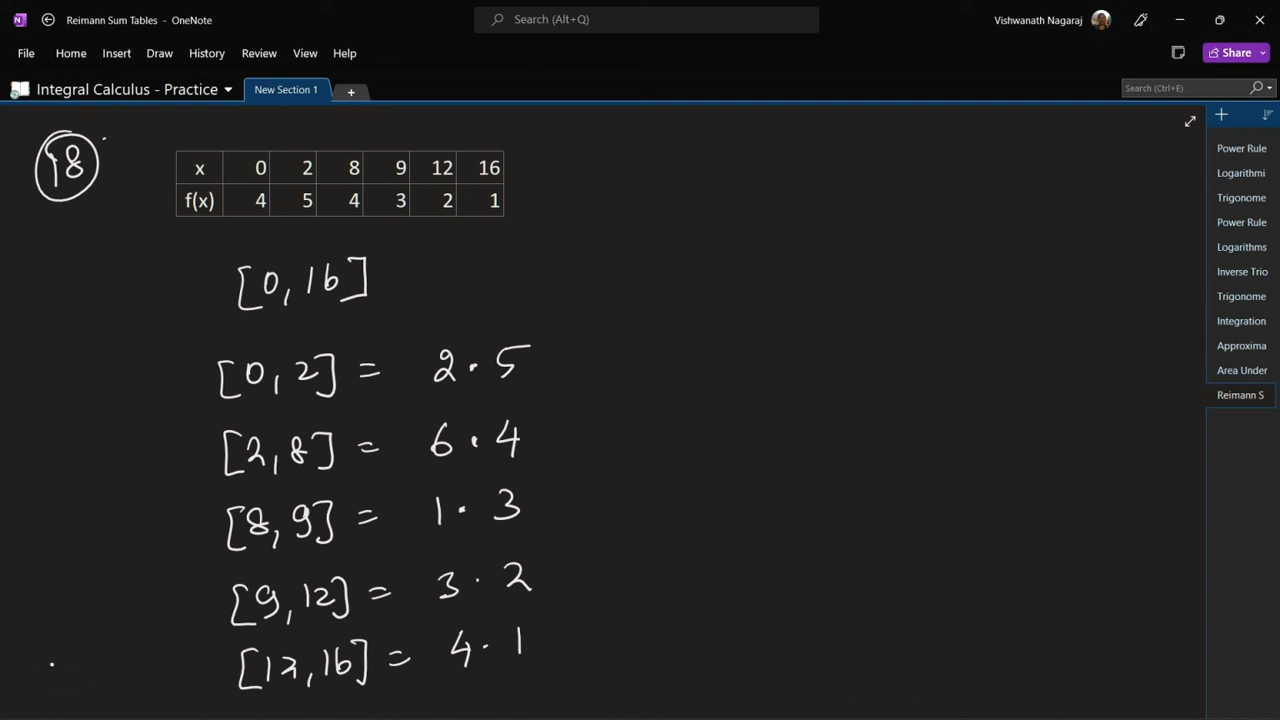 Reimann Sum Tables - OneNote
Search (Alt+Q)
Vishwanath Nagaraj
File Home Insert Draw History Review View Help
Share
Integral Calculus - Practice
New Section 1
Search (Ctrl+E)
18
x 0 2 8 9 12 16
f(x) 4 5 4 3 2 1
[0, 16]
[0, 2] = 2 · 5
[2, 8] = 6 · 4
[8, 9] = 1 · 3
[9, 12] = 3 · 2
[12, 16] = 4 · 1
Power Rule
Logarithmi
Trigonome
Power Rule
Logarithms
Inverse Trio
Trigonome
Integration
Approxima
Area Under
Reimann S